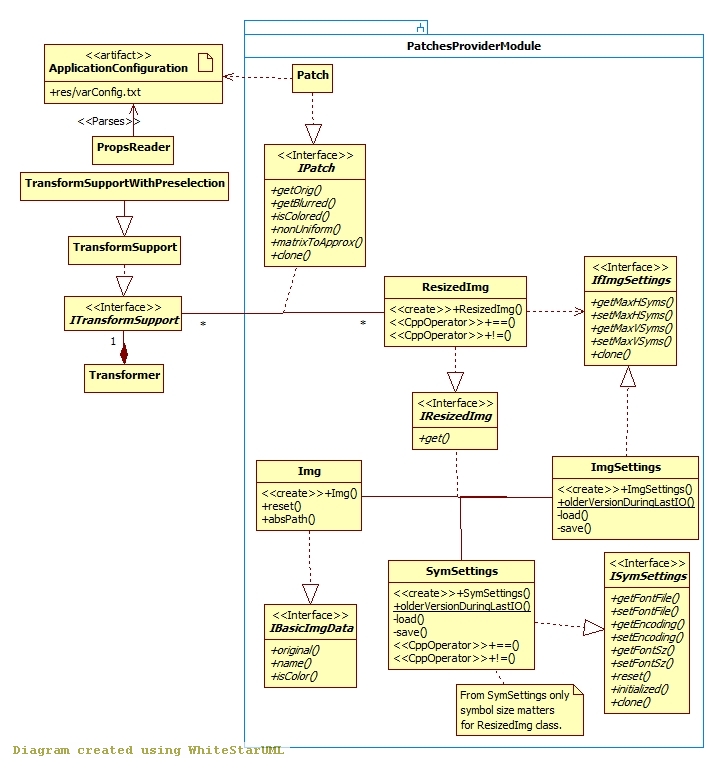 PatchesProviderModule
<<artifact>>
ApplicationConfiguration
+res/varConfig.txt
Patch
<<Parses>>
PropsReader
<<Interface>>
IPatch
+getOrig()
+getBlurred()
+isColored()
+nonUniform()
+matrixToApprox()
+clone()
TransformSupportWithPreselection
TransformSupport
<<Interface>>
ITransformSupport
*
*
1
Transformer
ResizedImg
<<create>>+ResizedImg()
<<CppOperator>>+==()
<<CppOperator>>+!=()
<<Interface>>
IfImgSettings
+getMaxHSyms()
+setMaxHSyms()
+getMaxVSyms()
+setMaxVSyms()
+clone()
<<Interface>>
IResizedImg
+get()
Img
<<create>>+Img()
+reset()
+absPath()
ImgSettings
<<create>>+ImgSettings()
+olderVersionDuringLastIO()
-load()
-save()
SymSettings
<<create>>+SymSettings()
+olderVersionDuringLastIO()
-load()
-save()
<<CppOperator>>+==()
<<CppOperator>>+!=()
<<Interface>>
ISymSettings
+getFontFile()
+setFontFile()
+getEncoding()
+setEncoding()
+getFontSz()
+setFontSz()
+reset()
+initialized()
+clone()
<<Interface>>
IBasicImgData
+original()
+name()
+isColor()
From SymSettings only
symbol size matters
for ResizedImg class.
Diagram created using WhiteStarUML